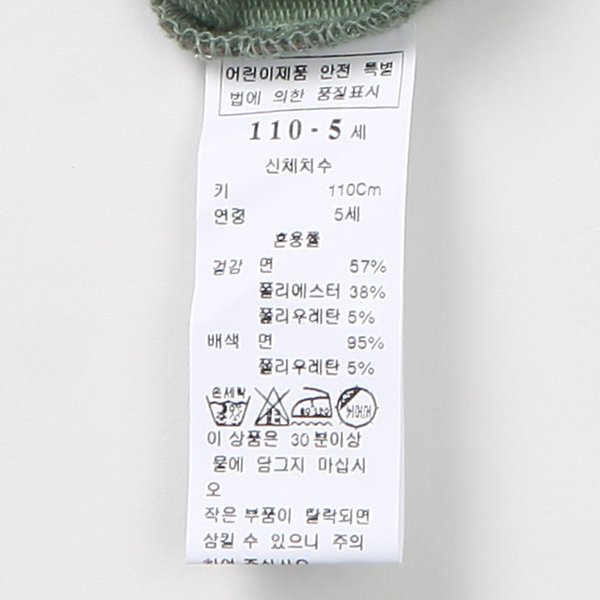 어린이제품 안전 특별
법에 의한 품질표시
110-5 세
신체치수
키 110Cm
연령 5세
혼용률
겉감 면 57%
폴리에스터 38%
폴리우레탄 5%
배색 면 95%
폴리우레탄 5%
손세탁
이 상품은 30분이상
물에 담그지 마십시
오
작은 부품이 탈락되면
삼킬 수 있으니 주의